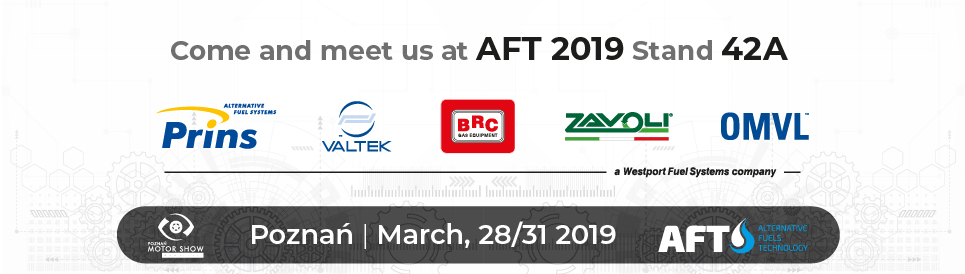 Come and meet us at AFT 2019 Stand 42A
ALTERNATIVE
FUEL SYSTEMS
Prins
VALTEK
BRC
GAS EQUIPMENT
ZAVOLI®
OMVL™
a Westport Fuel Systems company
POZNAŃ
MOTOR SHOW
Poznań | March, 28/31 2019
AFT
ALTERNATIVE
FUELS
TECHNOLOGY